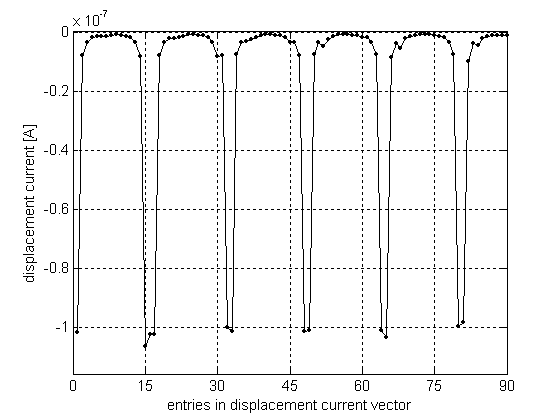 × 10^-7
0
-0.2
-0.4
-0.6
-0.8
-1
displacement current [A]
0 15 30 45 60 75 90
entries in displacement current vector